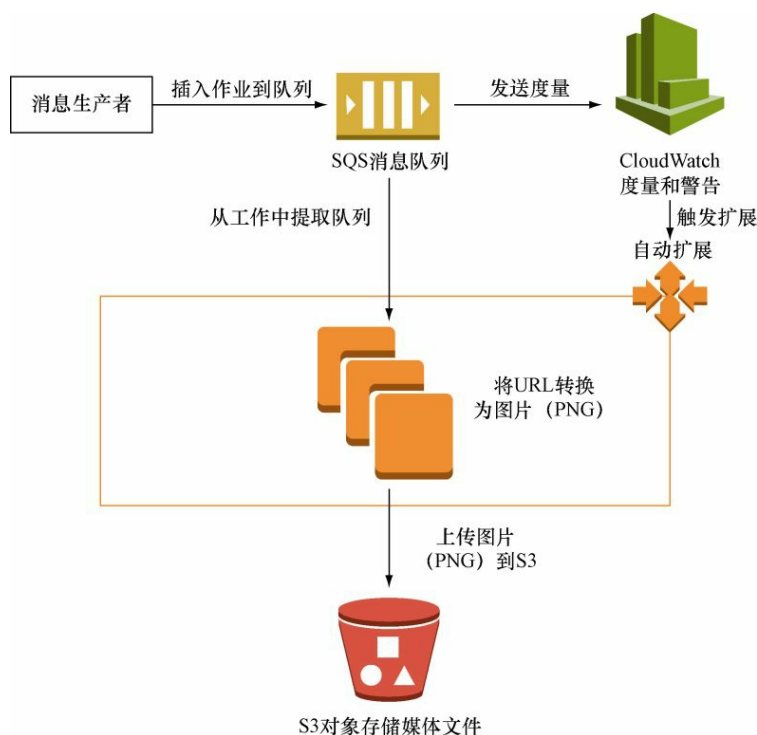 消息生产者
插入作业到队列
SQS消息队列
发送度量
CloudWatch
度量和警告
触发扩展
自动扩展
从工作中提取队列
将URL转换
为图片（PNG）
上传图片
（PNG）到S3
S3对象存储媒体文件